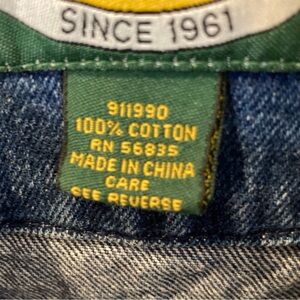 SINCE 1961
911990
100% COTTON
RN 56835
MADE IN CHINA
CARE
SEE REVERSE